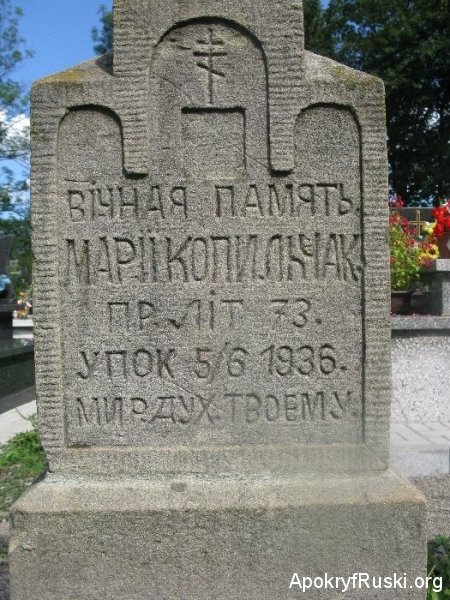 ВІЧНАЯ ПАМЯТЬ
МАРІЇ КОПИЛЬЧАК.
ПР. ЛІТ 73.
УПОК 5/6 1936.
МИР.ДУХ.ТВОЕМУ.
ApokryfRuski.org